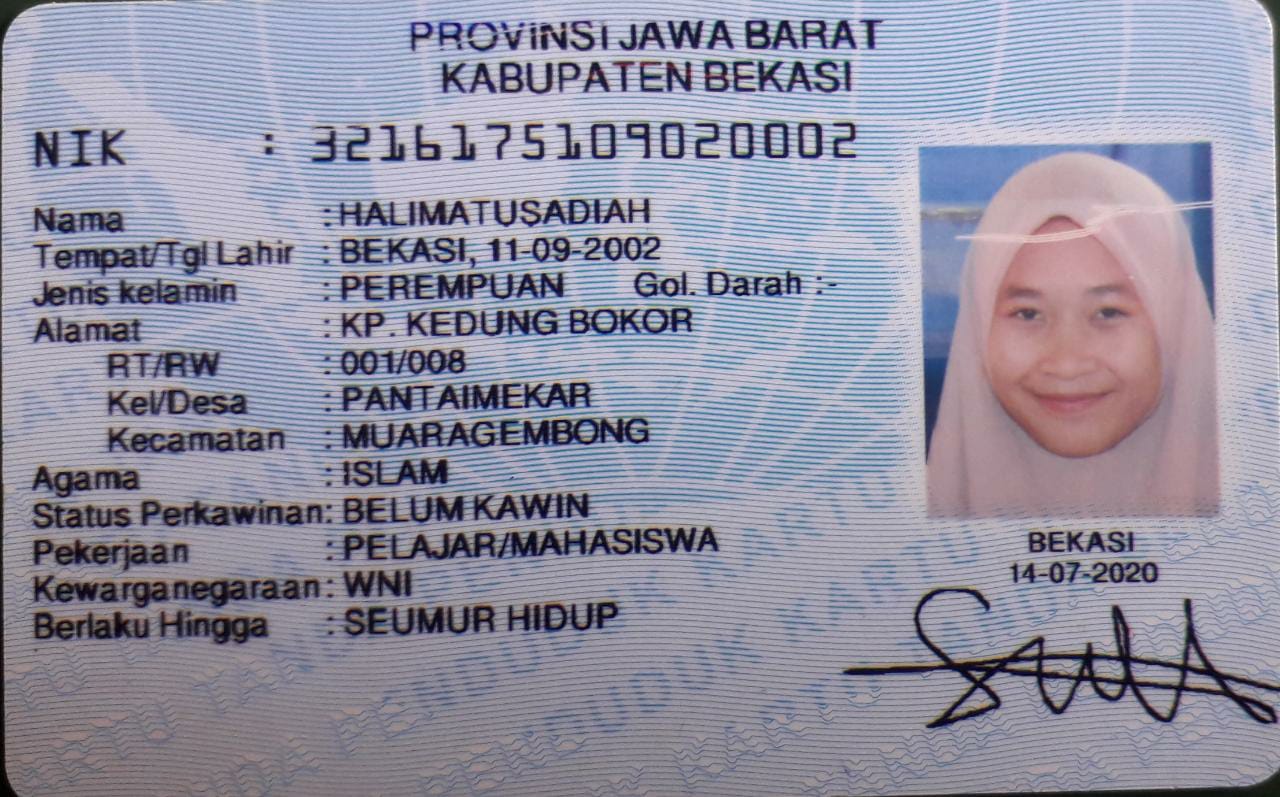 PROVINSI JAWA BARAT
KABUPATEN BEKASI
NIK : 3216175109020002
Nama : HALIMATUSADIAH
Tempat/Tgl Lahir : BEKASI, 11-09-2002
Jenis kelamin : PEREMPUAN Gol. Darah :-
Alamat : KP. KEDUNG BOKOR
RT/RW : 001/008
Kel/Desa : PANTAIMEKAR
Kecamatan : MUARAGEMBONG
Agama : ISLAM
Status Perkawinan: BELUM KAWIN
Pekerjaan : PELAJAR/MAHASISWA
Kewarganegaraan: WNI
Berlaku Hingga : SEUMUR HIDUP
BEKASI
14-07-2020